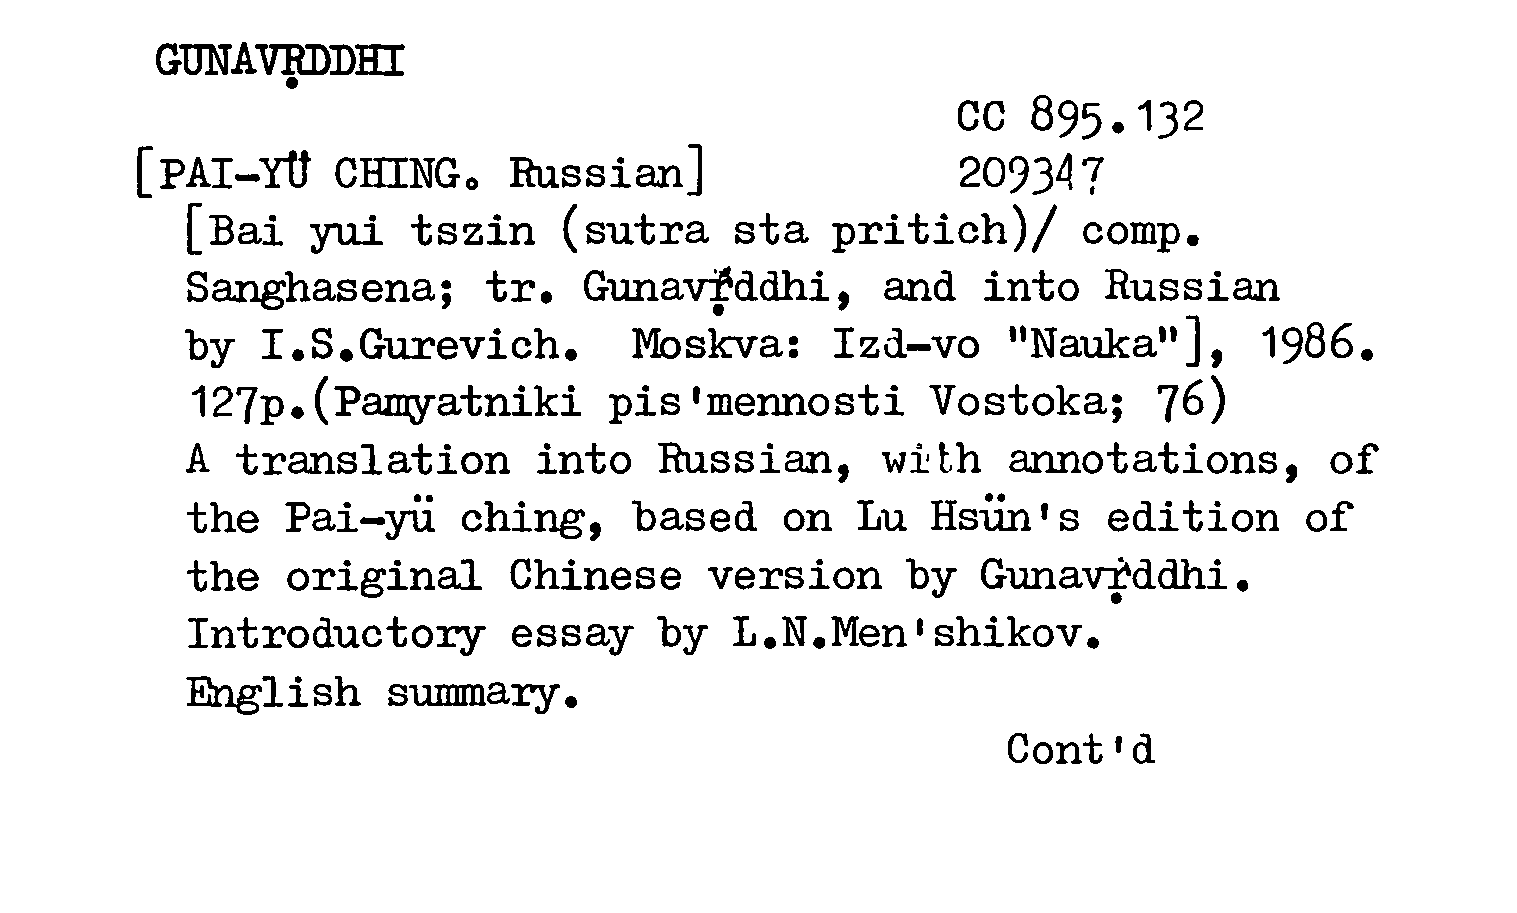 GUNAVṚDDHI
CC 895.132
[PAI-YÜ CHING. Russian] 209347
[Bai yui tszin (sutra sta pritich)/ comp.
Sanghasena; tr. Gunavṛddhi, and into Russian
by I.S.Gurevich. Moskva: Izd-vo "Nauka"], 1986.
127p.(Pamyatniki pis'mennosti Vostoka; 76)
A translation into Russian, with annotations, of
the Pai-yü ching, based on Lu Hsün's edition of
the original Chinese version by Gunavṛddhi.
Introductory essay by L.N.Men'shikov.
English summary.
Cont'd